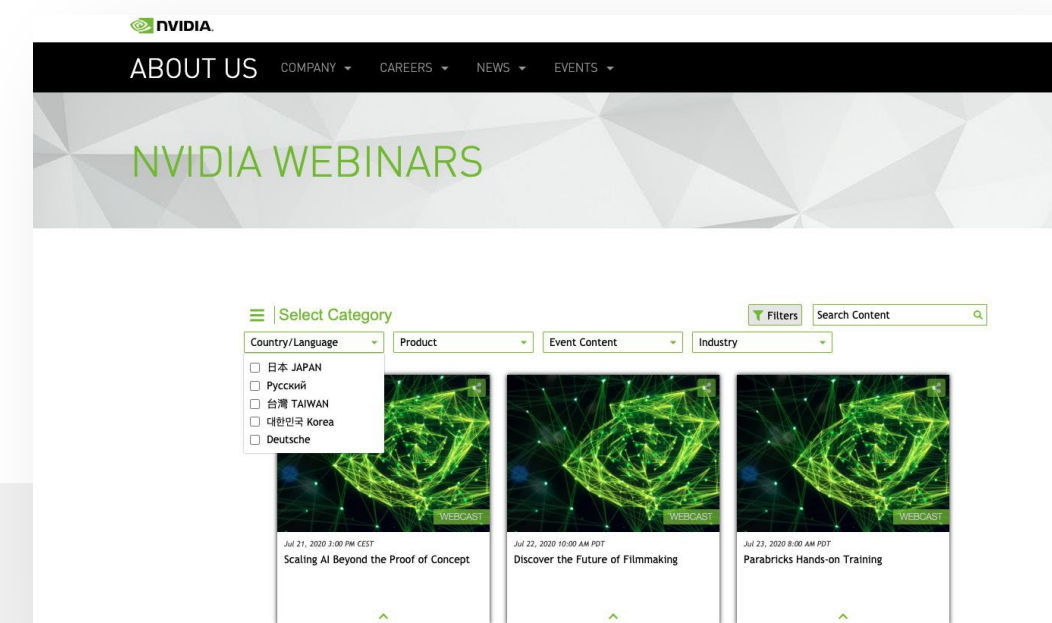 NVIDIA.
ABOUT US COMPANY CAREERS NEWS EVENTS
NVIDIA WEBINARS
Select Category Filters Search Content
Country/Language Product Event Content Industry
日本 JAPAN
Русский
台灣 TAIWAN
대한민국 Korea
Deutsche
WEBCAST WEBCAST WEBCAST
Jul 21, 2020 3:00 PM CEST Jul 22, 2020 10:00 AM PDT Jul 23, 2020 8:00 AM PDT
Scaling AI Beyond the Proof of Concept Discover the Future of Filmmaking Parabricks Hands-on Training